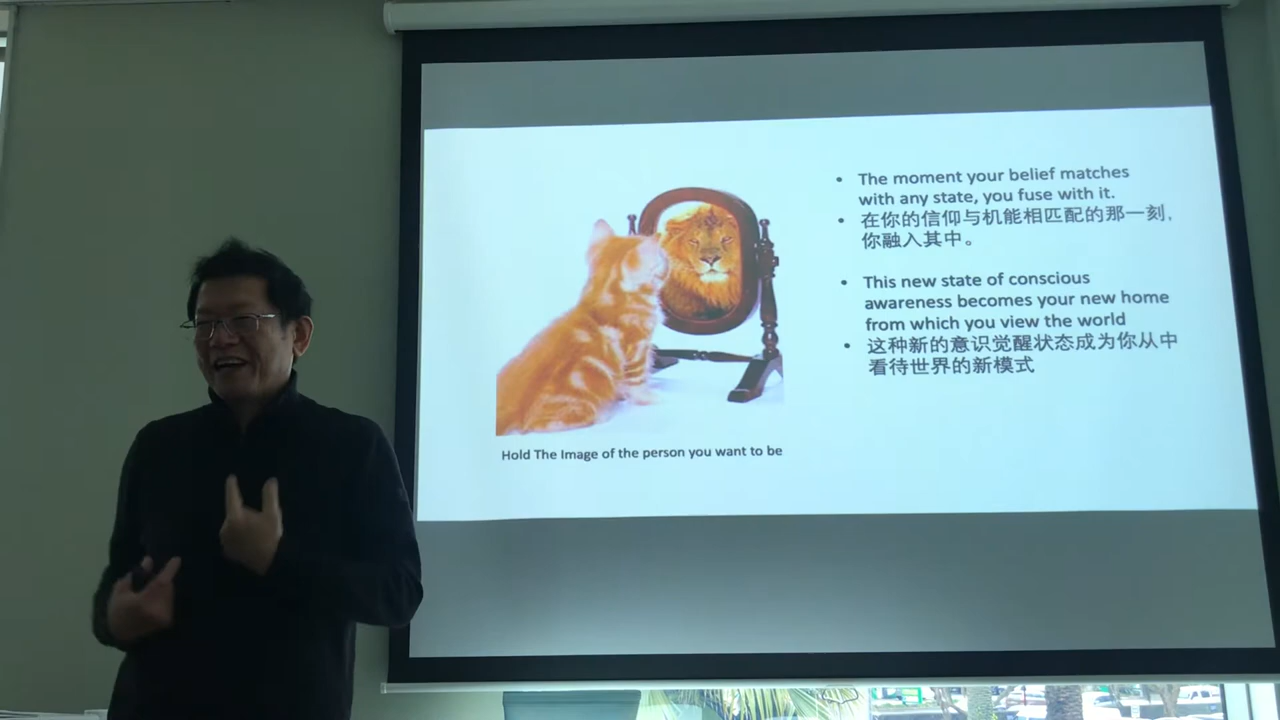 • The moment your belief matches
with any state, you fuse with it.
• 在你的信仰与机能相匹配的那一刻,
你融入其中。
• This new state of conscious
awareness becomes your new home
from which you view the world
• 这种新的意识觉醒状态成为你从中
看待世界的新模式
Hold The Image of the person you want to be